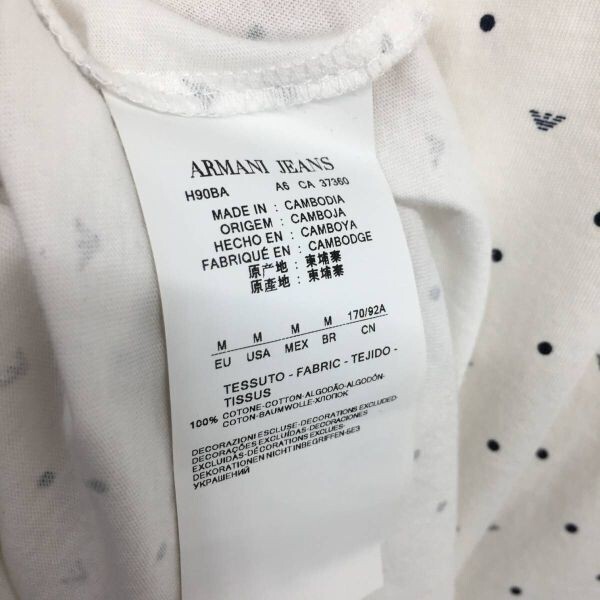 ARMANI JEANS
H90BA A6 CA 37360
MADE IN : CAMBODIA
ORIGEM : CAMBOJA
HECHO EN : CAMBOYA
FABRIQUÉ EN : CAMBODGE
原产地 : 柬埔寨
原產地 : 柬埔寨
M M M M 170/92A
EU USA MEX BR CN
TESSUTO - FABRIC - TEJIDO -
TISSUS
100% COTONE-COTTON-ALGODÃO-ALGODÓN-
COTON-BAUMWOLLE-ХЛОПОК
DECORAZIONI ESCLUSE-DECORATIONS EXCLUDED-
DECORAÇÕES EXCLUÍDAS-DECORACIONES
EXCLUIDAS-DÉCORATIONS EXCLUES-
DEKORATIONEN NICHT INBEGRIFFEN-БЕЗ
УКРАШЕНИЙ